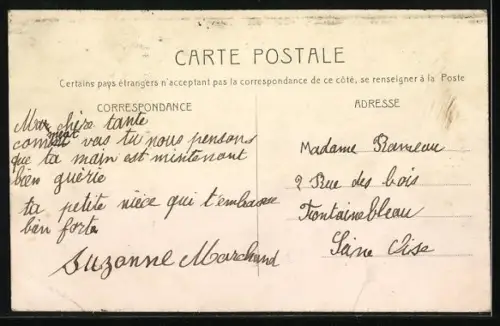 CARTE POSTALE
Certains pays étrangers n'acceptant pas la correspondance de ce côté, se renseigner à la Poste
CORRESPONDANCE
Ma chère tante
comment vas tu nous pensons
que ta main est mintenant
bien guérie
ta petite nièce qui t'embrasse
bien fort
Suzanne Marchand
ADRESSE
Madame Rameau
2 Rue des bois
Fontainebleau
Seine Oise